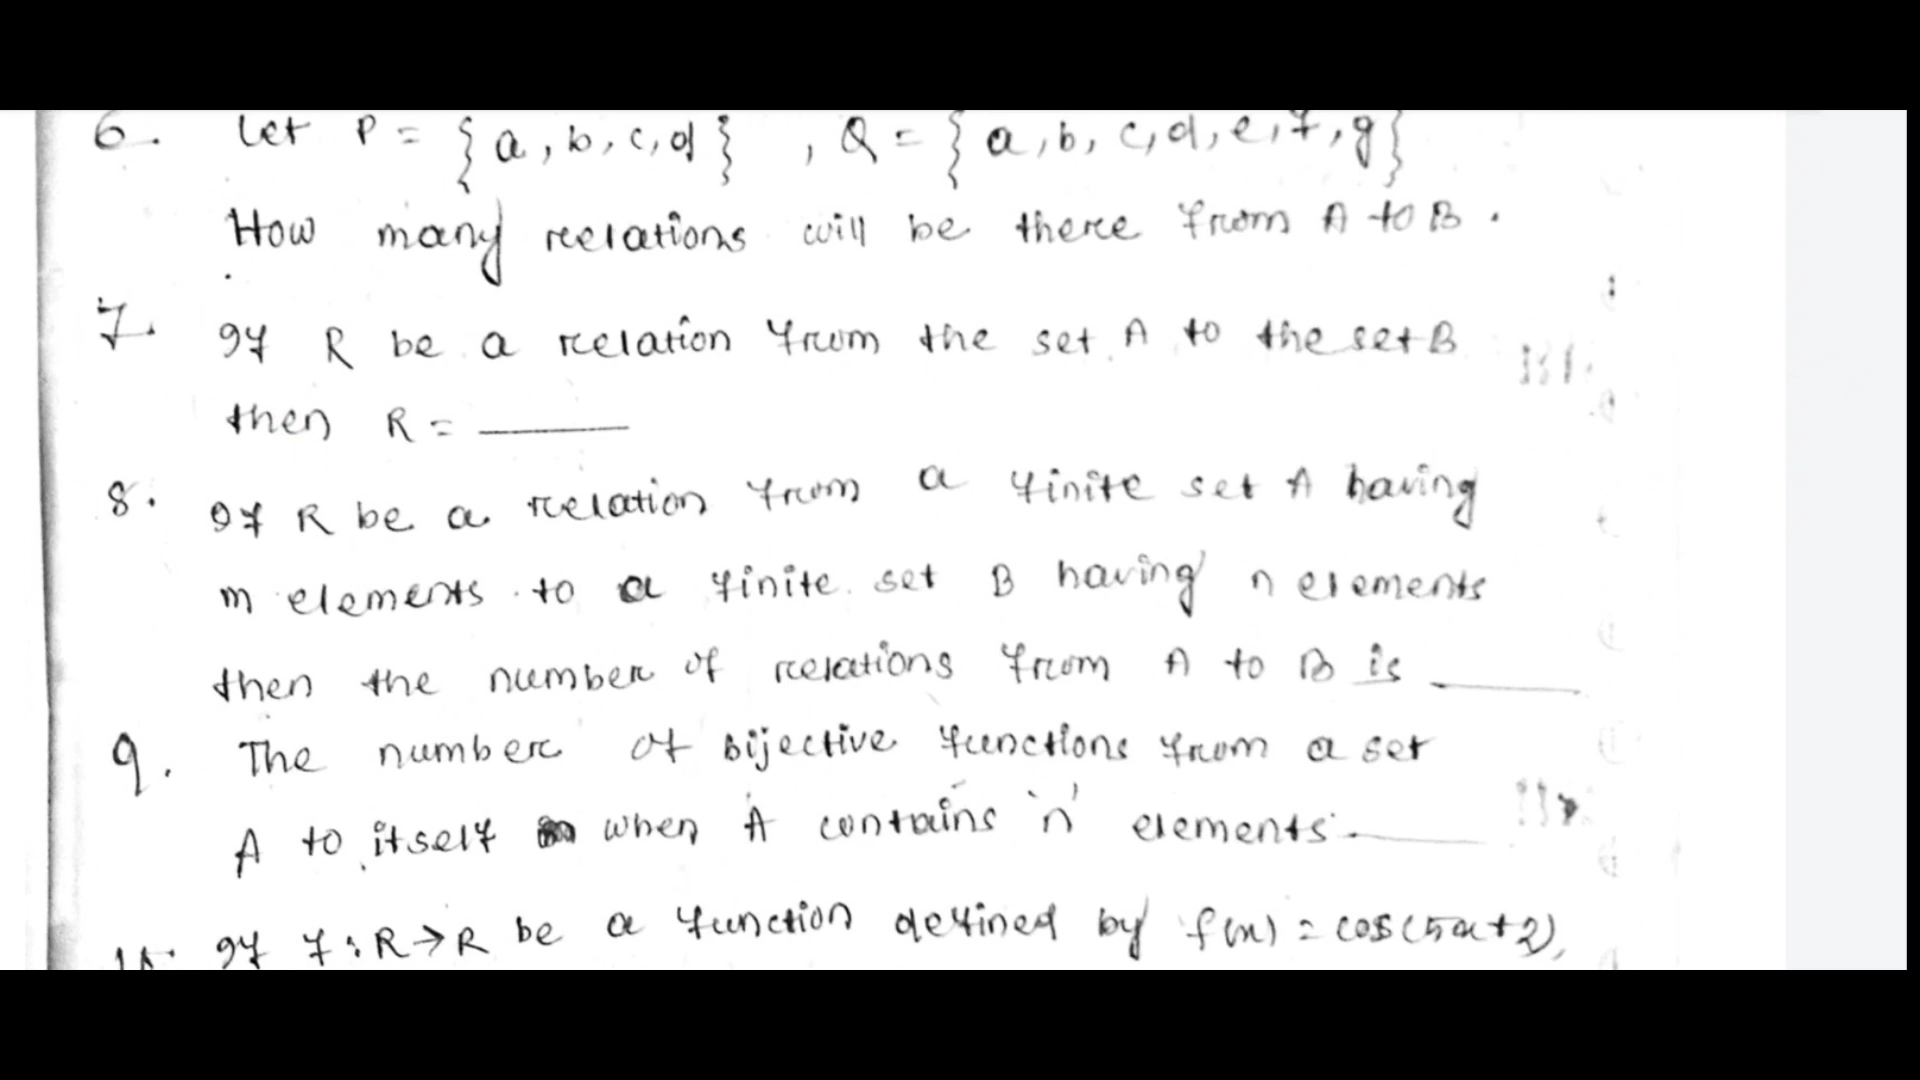 6. Let P = {a, b, c, d} , Q = {a, b, c, d, e, f, g}
How many relations will be there from A to B .
7. If R be a relation from the set A to the set B
then R = ______
8. If R be a relation from a finite set A having
m elements to a finite set B having n elements
then the number of relations from A to B is ______
9. The number of bijective functions from a set
A to itself when A contains 'n' elements ______
If f : R → R be a function defined by f(x) = cos(5x+2),